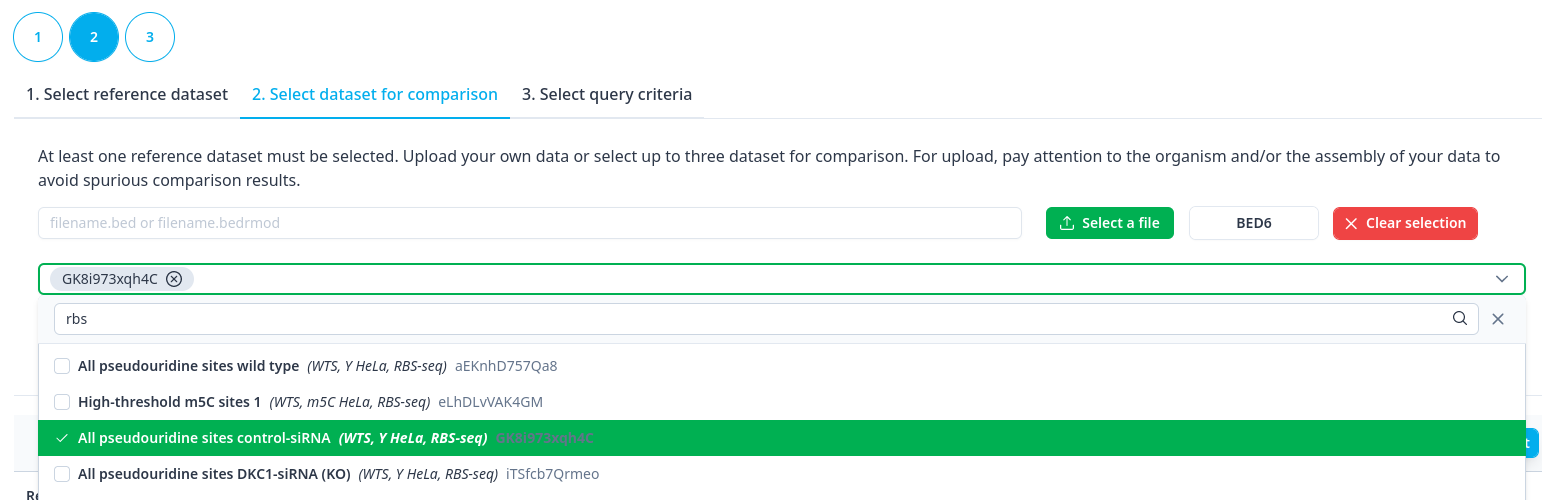 1 2 3
1. Select reference dataset 2. Select dataset for comparison 3. Select query criteria
At least one reference dataset must be selected. Upload your own data or select up to three dataset for comparison. For upload, pay attention to the organism and/or the assembly of your data to
avoid spurious comparison results.
filename.bed or filename.bedrmod Select a file BED6 Clear selection
GK8i973xqh4C
rbs
All pseudouridine sites wild type (WTS, Y HeLa, RBS-seq) aEKnhD757Qa8
High-threshold m5C sites 1 (WTS, m5C HeLa, RBS-seq) eLhDLvVAK4GM
All pseudouridine sites control-siRNA (WTS, Y HeLa, RBS-seq) GK8i973xqh4C
All pseudouridine sites DKC1-siRNA (KO) (WTS, Y HeLa, RBS-seq) iTSfcb7Qrmeo